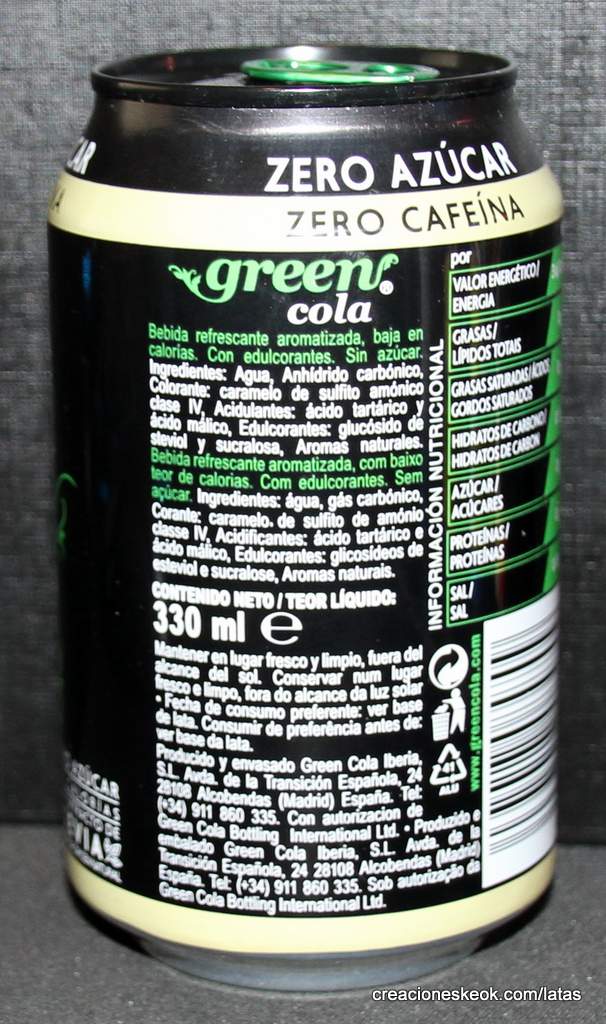 ZERO AZÚCAR
ZERO CAFEÍNA
green®
cola
Bebida refrescante aromatizada, baja en
calorías. Con edulcorantes. Sin azúcar.
Ingredientes: Agua, Anhídrido carbónico,
Colorante: caramelo de sulfito amónico
clase IV, Acidulantes: ácido tartárico y
ácido málico, Edulcorantes: glucósido de
steviol y sucralosa, Aromas naturales.
Bebida refrescante aromatizada, com baixo
teor de calorias. Com edulcorantes. Sem
açúcar. Ingredientes: água, gás carbónico,
Corante: caramelo de sulfito de amónio
classe IV, Acidificantes: ácido tartárico e
ácido málico, Edulcorantes: glicosídeos de
esteviol e sucralose, Aromas naturais.
CONTENIDO NETO / TEOR LÍQUIDO:
330 ml e
Mantener en lugar fresco y limpio, fuera del
alcance del sol. Conservar num lugar
fresco e limpo, fora do alcance da luz solar
• Fecha de consumo preferente: ver base
de lata. Consumir de preferência antes de:
ver base da lata.
Producido y envasado Green Cola Iberia,
S.L. Avda. de la Transición Española, 24
28108 Alcobendas (Madrid) España. Tel:
(+34) 911 860 335. Con autorizacion de
Green Cola Bottling International Ltd. • Produzido e
embalado Green Cola Iberia, S.L. Avda. de la
Transición Española, 24 28108 Alcobendas (Madrid)
España. Tel: (+34) 911 860 335. Sob autorização da
Green Cola Bottling International Ltd.
INFORMACIÓN NUTRICIONAL
por
VALOR ENERGÉTICO/
ENERGIA
GRASAS/
LÍPIDOS TOTAIS
GRASAS SATURADAS/ÁCIDOS
GORDOS SATURADOS
HIDRATOS DE CARBONO/
HIDRATOS DE CARBON
AZÚCAR/
AÇÚCARES
PROTEÍNAS/
PROTEÍNAS
SAL/
SAL
41
ALU
www.greencola.com
creacioneskeok.com/latas